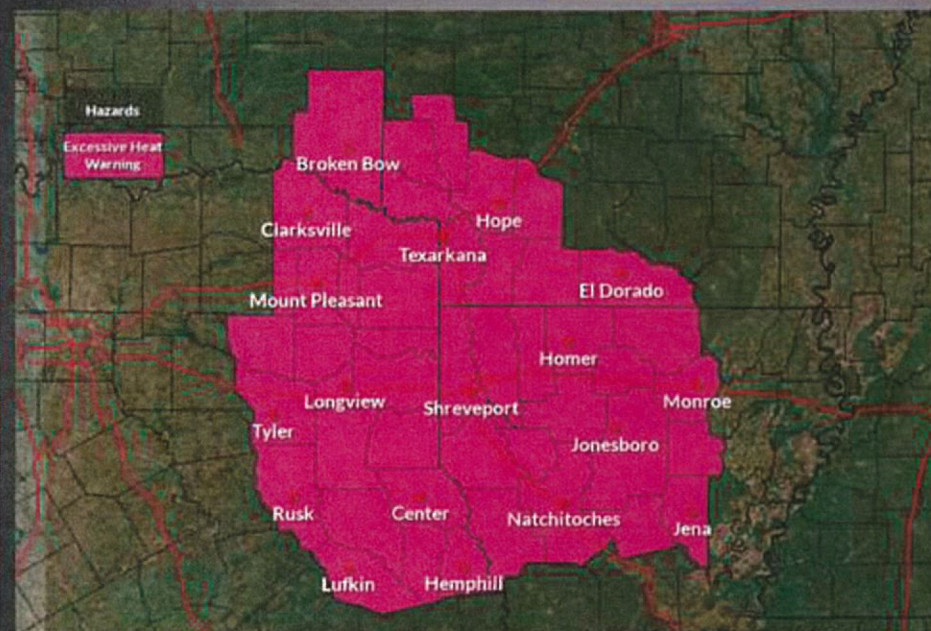 Hazards
Excessive Heat
Warning
Broken Bow
Hope
Clarksville
Texarkana
El Dorado
Mount Pleasant
Homer
Longview
Shreveport
Monroe
Tyler
Jonesboro
Rusk
Center
Natchitoches
Jena
Lufkin
Hemphill